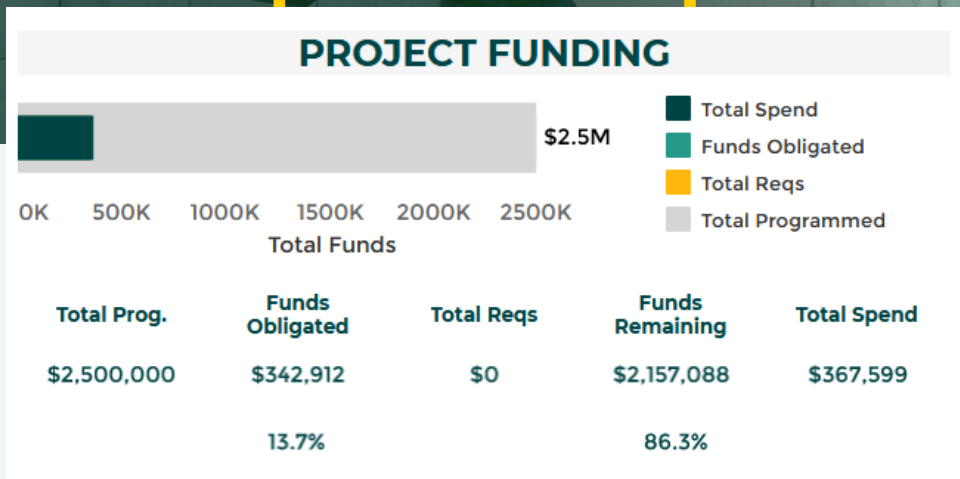 PROJECT FUNDING
$2.5M
Total Spend
Funds Obligated
Total Reqs
Total Programmed
0K 500K 1000K 1500K 2000K 2500K
Total Funds
Total Prog. Funds Obligated Total Reqs Funds Remaining Total Spend
$2,500,000 $342,912 $0 $2,157,088 $367,599
13.7% 86.3%